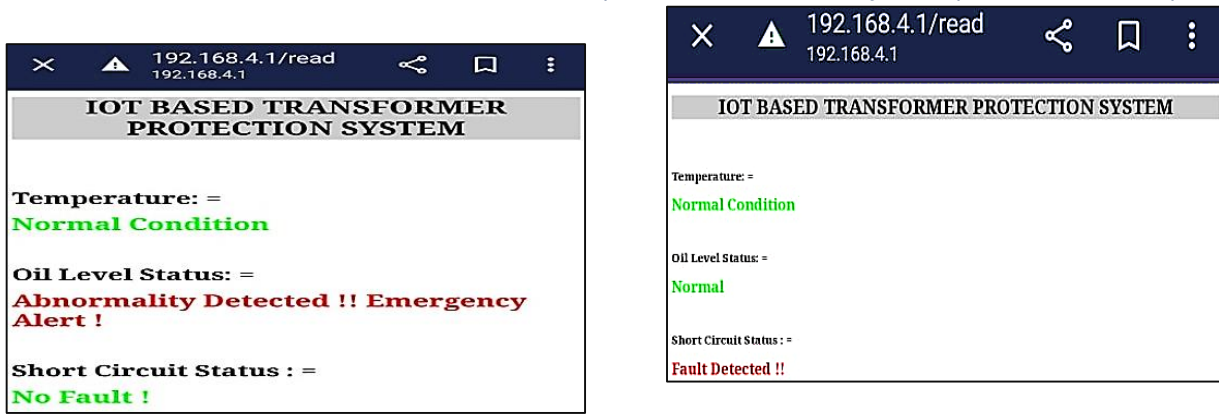 192.168.4.1/read
192.168.4.1
IOT BASED TRANSFORMER
PROTECTION SYSTEM
Temperature: =
Normal Condition
Oil Level Status: =
Abnormality Detected !! Emergency
Alert !
Short Circuit Status : =
No Fault !
192.168.4.1/read
192.168.4.1
IOT BASED TRANSFORMER PROTECTION SYSTEM
Temperature: =
Normal Condition
Oil Level Status: =
Normal
Short Circuit Status : =
Fault Detected !!